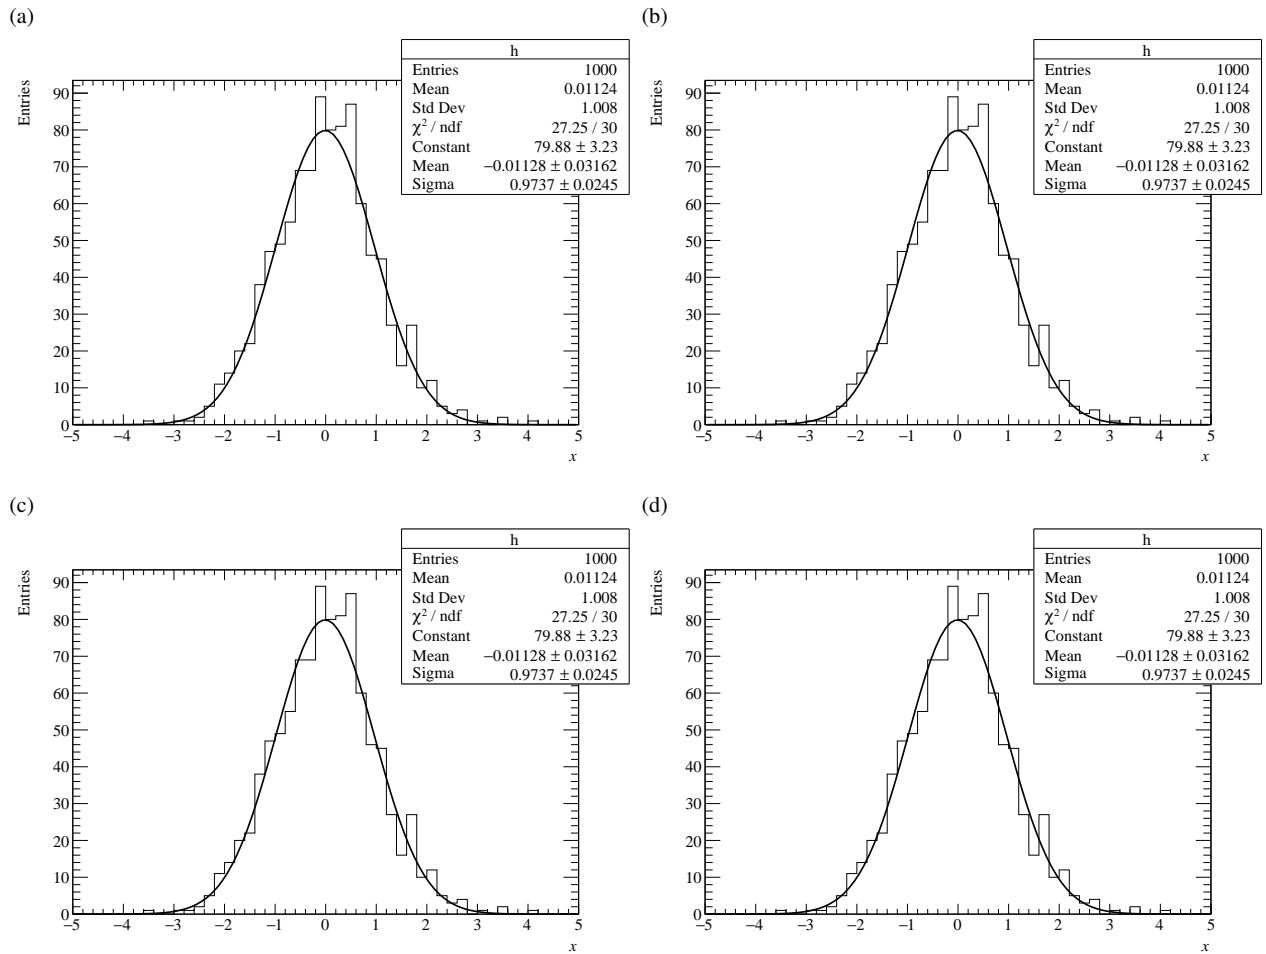 (a)
h
Entries 1000
Mean 0.01124
Std Dev 1.008
χ² / ndf 27.25 / 30
Constant 79.88 ± 3.23
Mean −0.01128 ± 0.03162
Sigma 0.9737 ± 0.0245
Entries
90
80
70
60
50
40
30
20
10
0
−5 −4 −3 −2 −1 0 1 2 3 4 5
x
(b)
h
Entries 1000
Mean 0.01124
Std Dev 1.008
χ² / ndf 27.25 / 30
Constant 79.88 ± 3.23
Mean −0.01128 ± 0.03162
Sigma 0.9737 ± 0.0245
Entries
90
80
70
60
50
40
30
20
10
0
−5 −4 −3 −2 −1 0 1 2 3 4 5
x
(c)
h
Entries 1000
Mean 0.01124
Std Dev 1.008
χ² / ndf 27.25 / 30
Constant 79.88 ± 3.23
Mean −0.01128 ± 0.03162
Sigma 0.9737 ± 0.0245
Entries
90
80
70
60
50
40
30
20
10
0
−5 −4 −3 −2 −1 0 1 2 3 4 5
x
(d)
h
Entries 1000
Mean 0.01124
Std Dev 1.008
χ² / ndf 27.25 / 30
Constant 79.88 ± 3.23
Mean −0.01128 ± 0.03162
Sigma 0.9737 ± 0.0245
Entries
90
80
70
60
50
40
30
20
10
0
−5 −4 −3 −2 −1 0 1 2 3 4 5
x